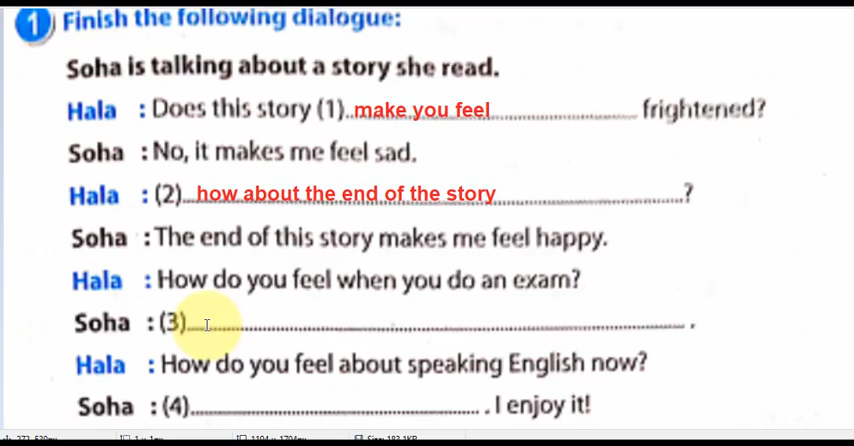 1 Finish the following dialogue:
Soha is talking about a story she read.
Hala : Does this story (1)..make you feel.............................. frightened?
Soha : No, it makes me feel sad.
Hala : (2)...how about the end of the story........................................?
Soha : The end of this story makes me feel happy.
Hala : How do you feel when you do an exam?
Soha : (3)................................................................................ .
Hala : How do you feel about speaking English now?
Soha : (4)...................................................... . I enjoy it!